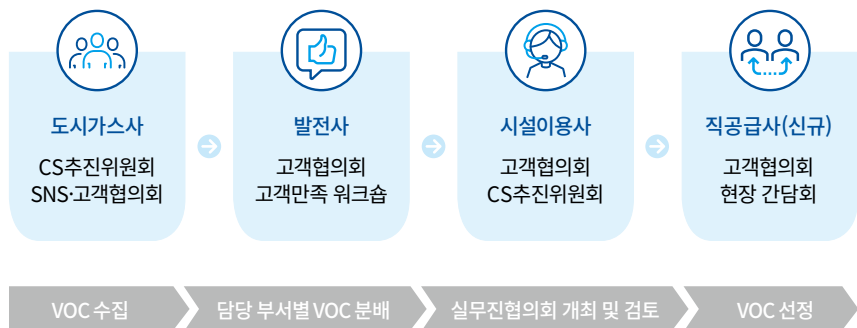 도시가스사
CS추진위원회
SNS·고객협의회
발전사
고객협의회
고객만족 워크숍
시설이용사
고객협의회
CS추진위원회
직공급사(신규)
고객협의회
현장 간담회
VOC 수집
담당 부서별 VOC 분배
실무진협의회 개최 및 검토
VOC 선정